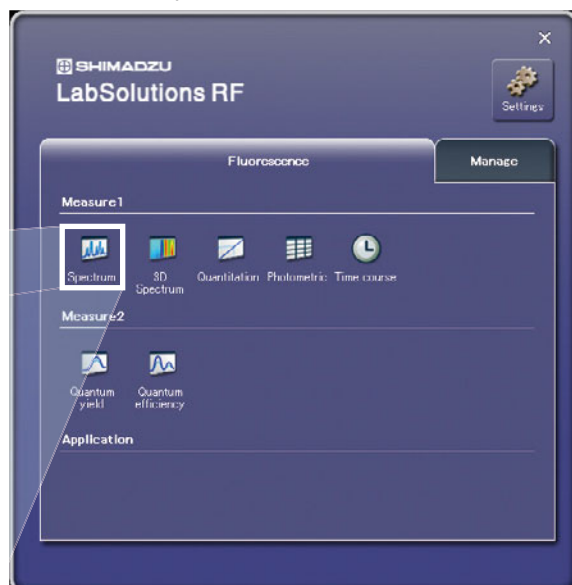 SHIMADZU
LabSolutions RF
Settings
Fluorescence
Manage
Measure1
Spectrum
3D
Spectrum
Quantitation
Photometric
Time course
Measure2
Quantum
yield
Quantum
efficiency
Application